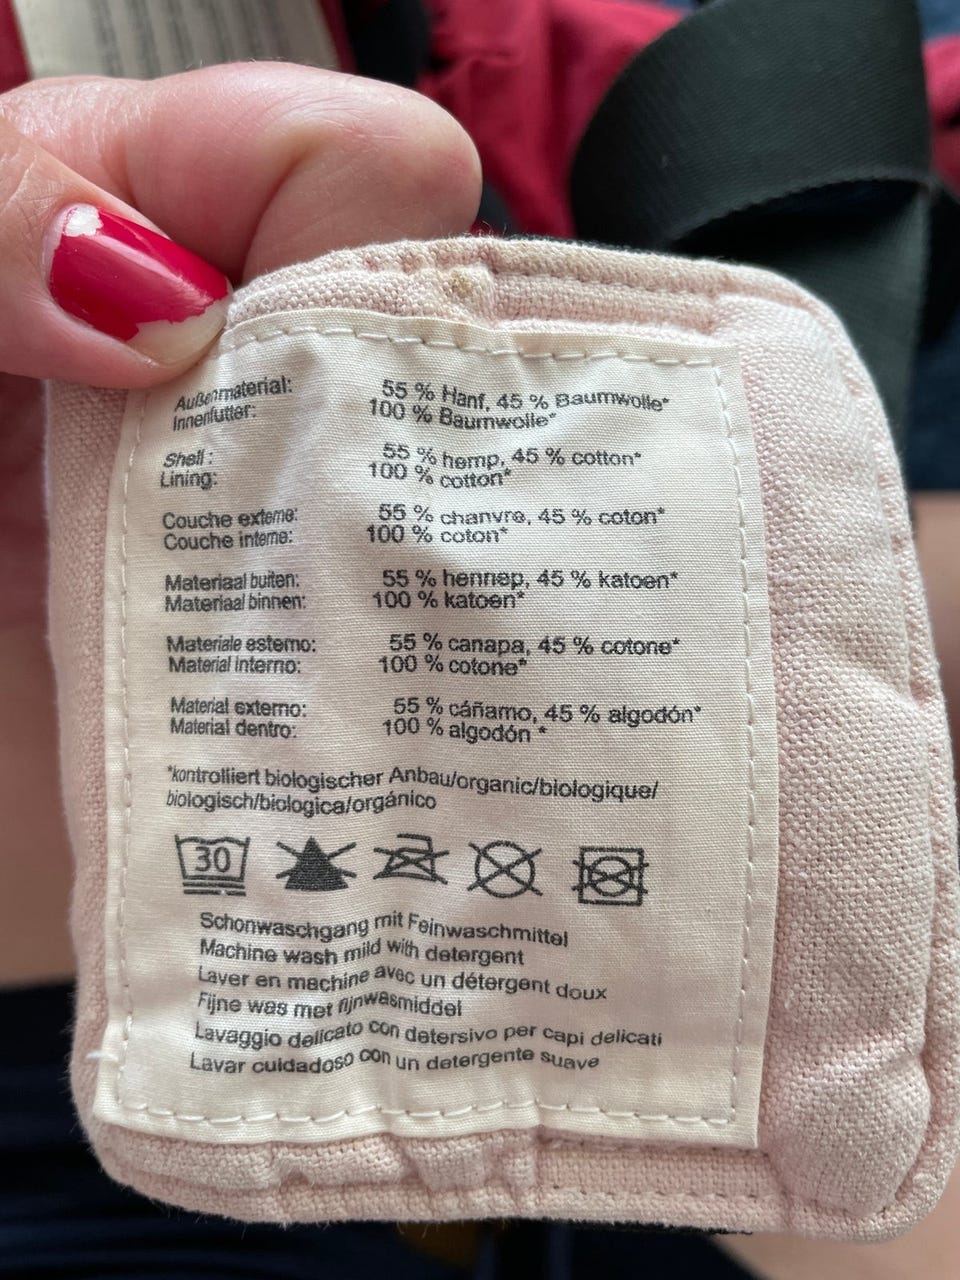 Außenmaterial: 55 % Hanf, 45 % Baumwolle*
Innenfutter: 100 % Baumwolle*
Shell : 55 % hemp, 45 % cotton*
Lining: 100 % cotton*
Couche externe: 55 % chanvre, 45 % coton*
Couche interne: 100 % coton*
Materiaal buiten: 55 % hennep, 45 % katoen*
Materiaal binnen: 100 % katoen*
Materiale esterno: 55 % canapa, 45 % cotone*
Material interno: 100 % cotone*
Material externo: 55 % cáñamo, 45 % algodón*
Material dentro: 100 % algodón *
*kontrolliert biologischer Anbau/organic/biologique/
biologisch/biologica/orgánico
30
Schonwaschgang mit Feinwaschmittel
Machine wash mild with detergent
Laver en machine avec un détergent doux
Fijne was met fijnwasmiddel
Lavaggio delicato con detersivo per capi delicati
Lavar cuidadoso con un detergente suave